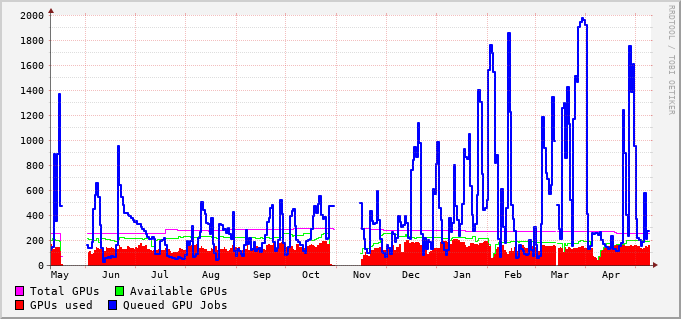 2000
1800
1600
1400
1200
1000
800
600
400
200
0
May Jun Jul Aug Sep Oct Nov Dec Jan Feb Mar Apr
Total GPUs Available GPUs
GPUs used Queued GPU Jobs
RRDTOOL / TOBI OETIKER